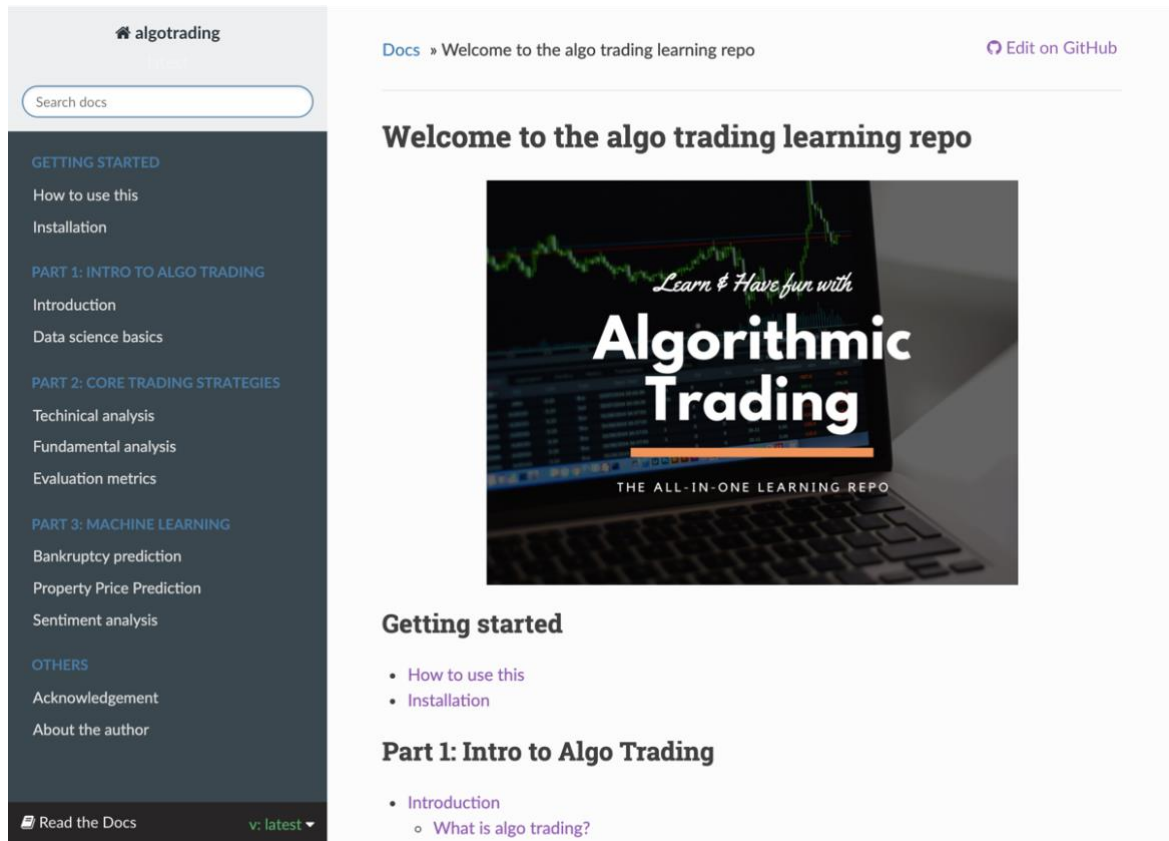 algotrading
latest
Search docs
GETTING STARTED
How to use this
Installation
PART 1: INTRO TO ALGO TRADING
Introduction
Data science basics
PART 2: CORE TRADING STRATEGIES
Techinical analysis
Fundamental analysis
Evaluation metrics
PART 3: MACHINE LEARNING
Bankruptcy prediction
Property Price Prediction
Sentiment analysis
OTHERS
Acknowledgement
About the author
Read the Docs v: latest
Docs » Welcome to the algo trading learning repo
Edit on GitHub
Welcome to the algo trading learning repo
Learn & Have fun with
Algorithmic
Trading
THE ALL-IN-ONE LEARNING REPO
Getting started
• How to use this
• Installation
Part 1: Intro to Algo Trading
• Introduction
◦ What is algo trading?